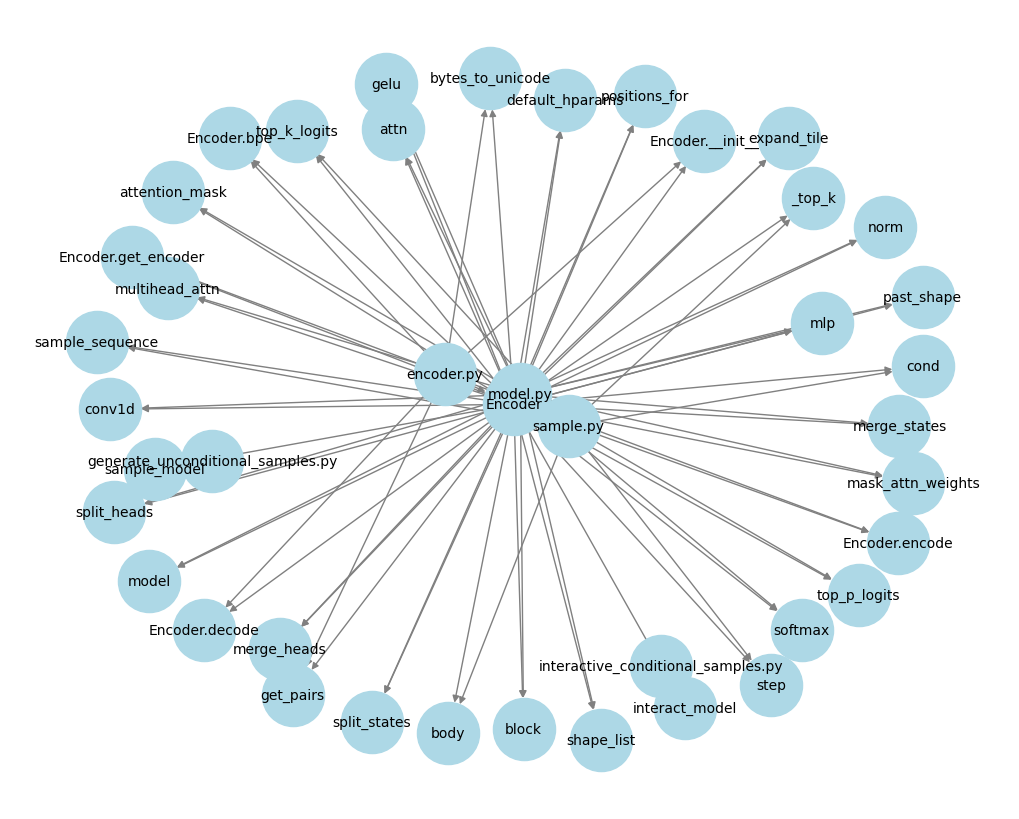 bytes_to_unicode
gelu
positions_for
default_hparams
attn
top_k_logits
Encoder.bpe
expand_tile
Encoder.__init__
attention_mask
_top_k
norm
Encoder.get_encoder
multihead_attn
past_shape
mlp
sample_sequence
cond
encoder.py
model.py
Encoder
conv1d
sample.py
merge_states
generate_unconditional_samples.py
sample_model
mask_attn_weights
split_heads
Encoder.encode
model
top_p_logits
Encoder.decode
softmax
merge_heads
interactive_conditional_samples.py
step
get_pairs
interact_model
split_states
block
body
shape_list